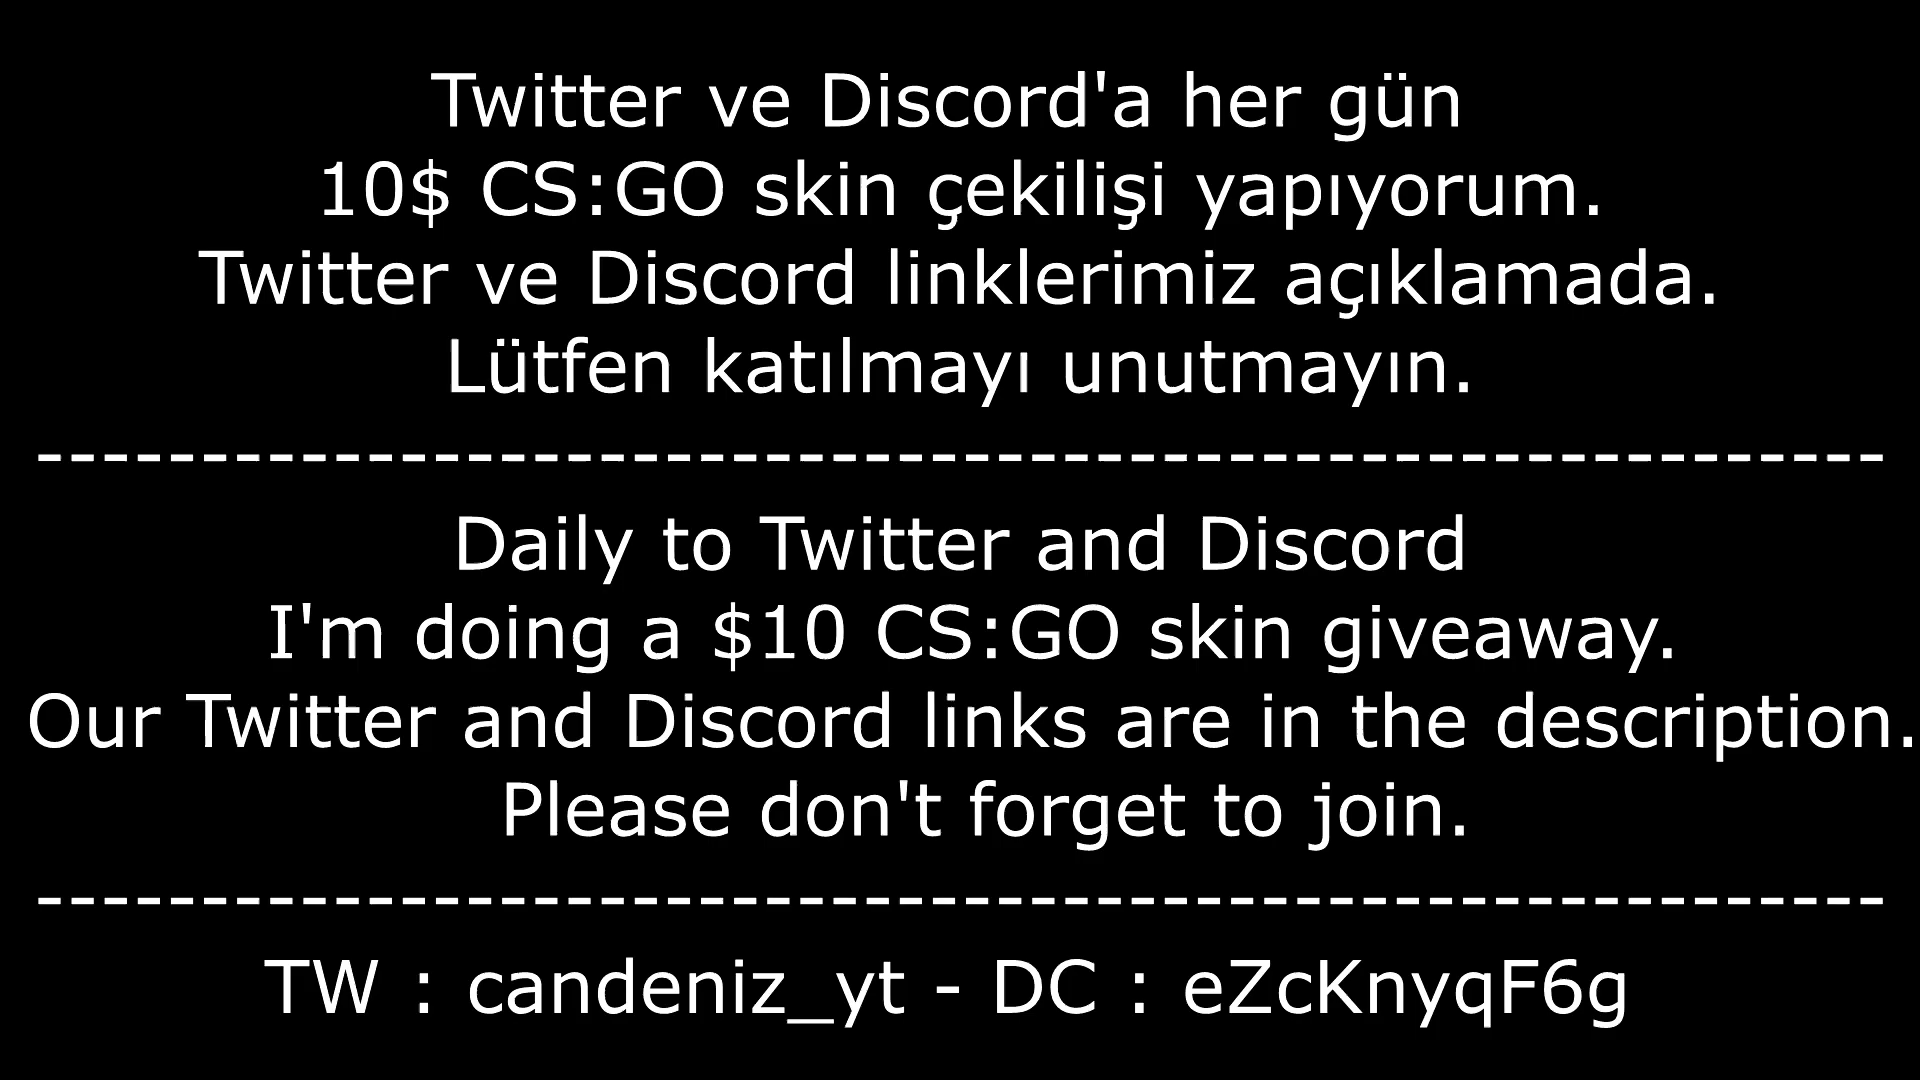 Twitter ve Discord'a her gün
10$ CS:GO skin çekilişi yapıyorum.
Twitter ve Discord linklerimiz açıklamada.
Lütfen katılmayı unutmayın.
--------------------------------------------------------
Daily to Twitter and Discord
I'm doing a $10 CS:GO skin giveaway.
Our Twitter and Discord links are in the description.
Please don't forget to join.
--------------------------------------------------------
TW : candeniz_yt - DC : eZcKnyqF6g